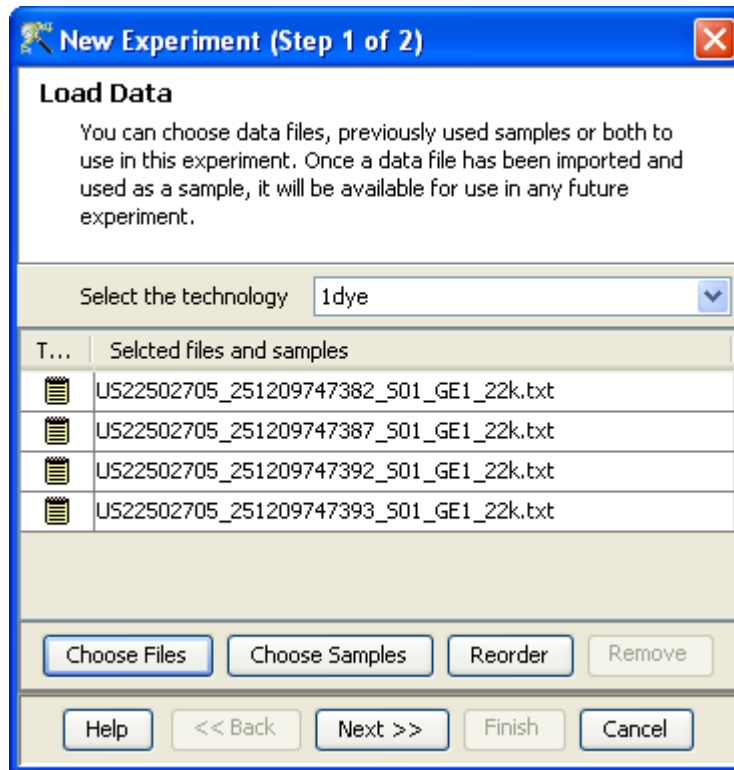 New Experiment (Step 1 of 2)
Load Data
You can choose data files, previously used samples or both to
use in this experiment. Once a data file has been imported and
used as a sample, it will be available for use in any future
experiment.
Select the technology 1dye
T... Selcted files and samples
US22502705_251209747382_S01_GE1_22k.txt
US22502705_251209747387_S01_GE1_22k.txt
US22502705_251209747392_S01_GE1_22k.txt
US22502705_251209747393_S01_GE1_22k.txt
Choose Files Choose Samples Reorder Remove
Help << Back Next >> Finish Cancel